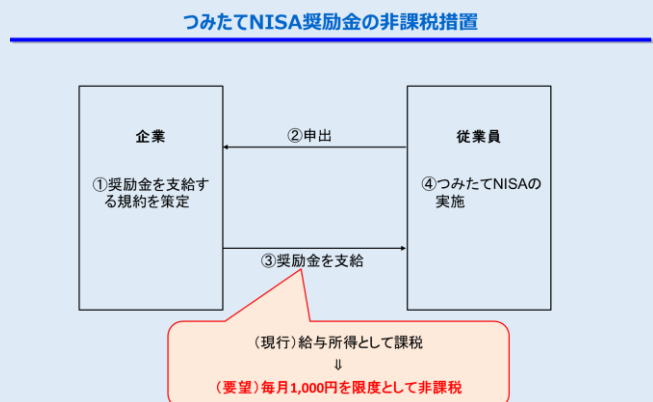 つみたてNISA奨励金の非課税措置
企業
①奨励金を支給す
る規約を策定
②申出
従業員
④つみたてNISAの
実施
③奨励金を支給
(現行)給与所得として課税
⇓
(要望)毎月1,000円を限度として非課税